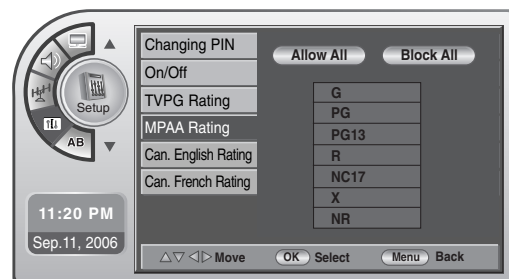 Setup
AB
11:20 PM
Sep.11, 2006
Changing PIN
On/Off
TVPG Rating
MPAA Rating
Can. English Rating
Can. French Rating
Allow All
Block All
G
PG
PG13
R
NC17
X
NR
Move
OK Select
Menu Back